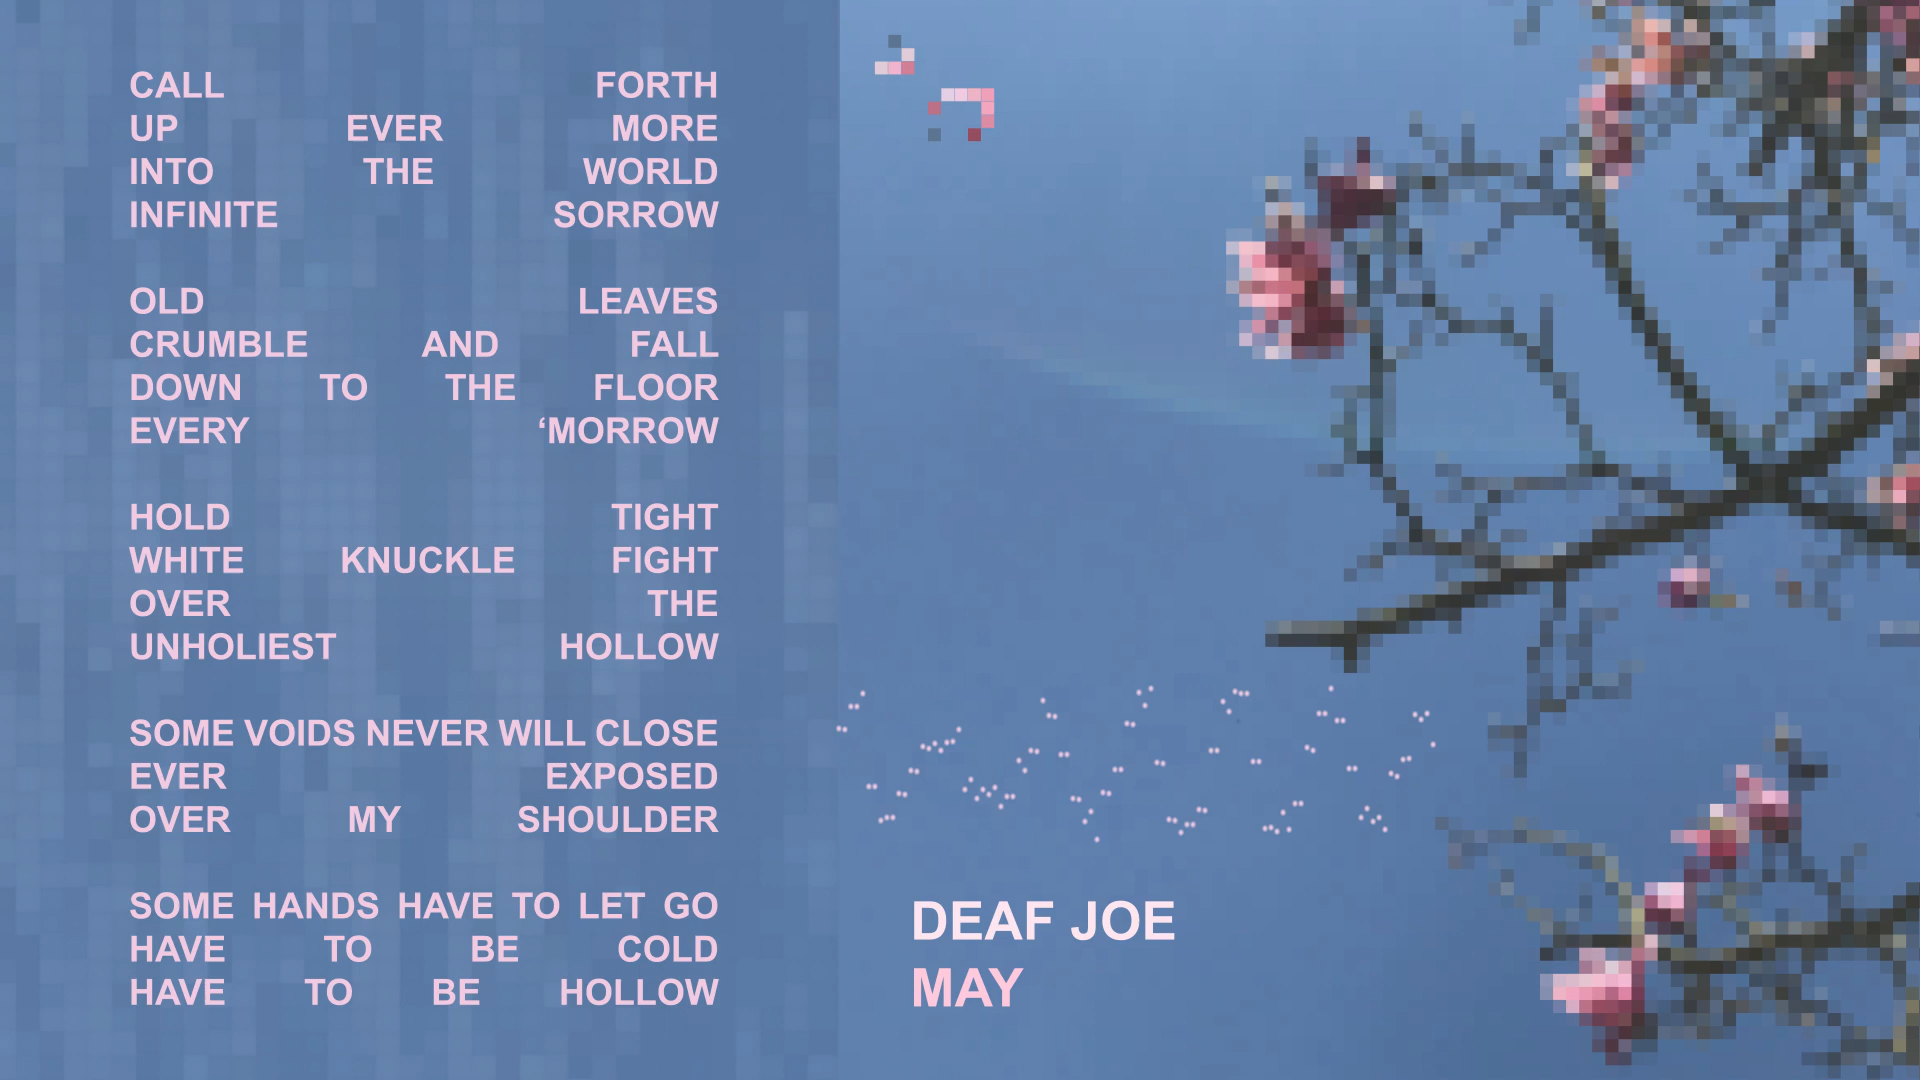 CALL FORTH
UP EVER MORE
INTO THE WORLD
INFINITE SORROW
OLD LEAVES
CRUMBLE AND FALL
DOWN TO THE FLOOR
EVERY ‘MORROW
HOLD TIGHT
WHITE KNUCKLE FIGHT
OVER THE
UNHOLIEST HOLLOW
SOME VOIDS NEVER WILL CLOSE
EVER EXPOSED
OVER MY SHOULDER
SOME HANDS HAVE TO LET GO
HAVE TO BE COLD
HAVE TO BE HOLLOW
DEAF JOE
MAY